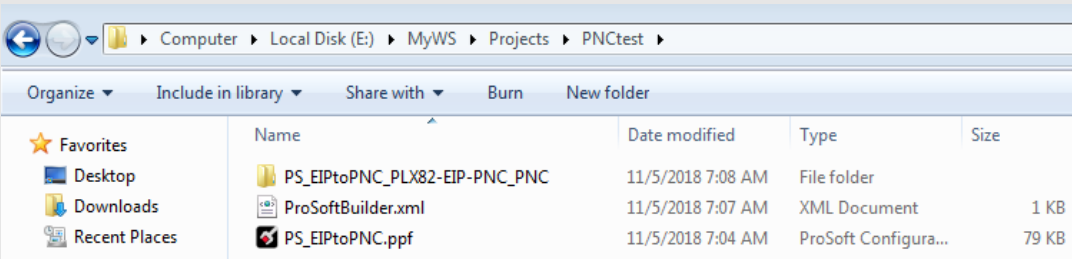 Computer Local Disk (E:) MyWS Projects PNCtest
Organize Include in library Share with Burn New folder
Favorites
Desktop
Downloads
Recent Places
Name Date modified Type Size
PS_EIPtoPNC_PLX82-EIP-PNC_PNC 11/5/2018 7:08 AM File folder
ProSoftBuilder.xml 11/5/2018 7:07 AM XML Document 1 KB
PS_EIPtoPNC.ppf 11/5/2018 7:04 AM ProSoft Configura... 79 KB